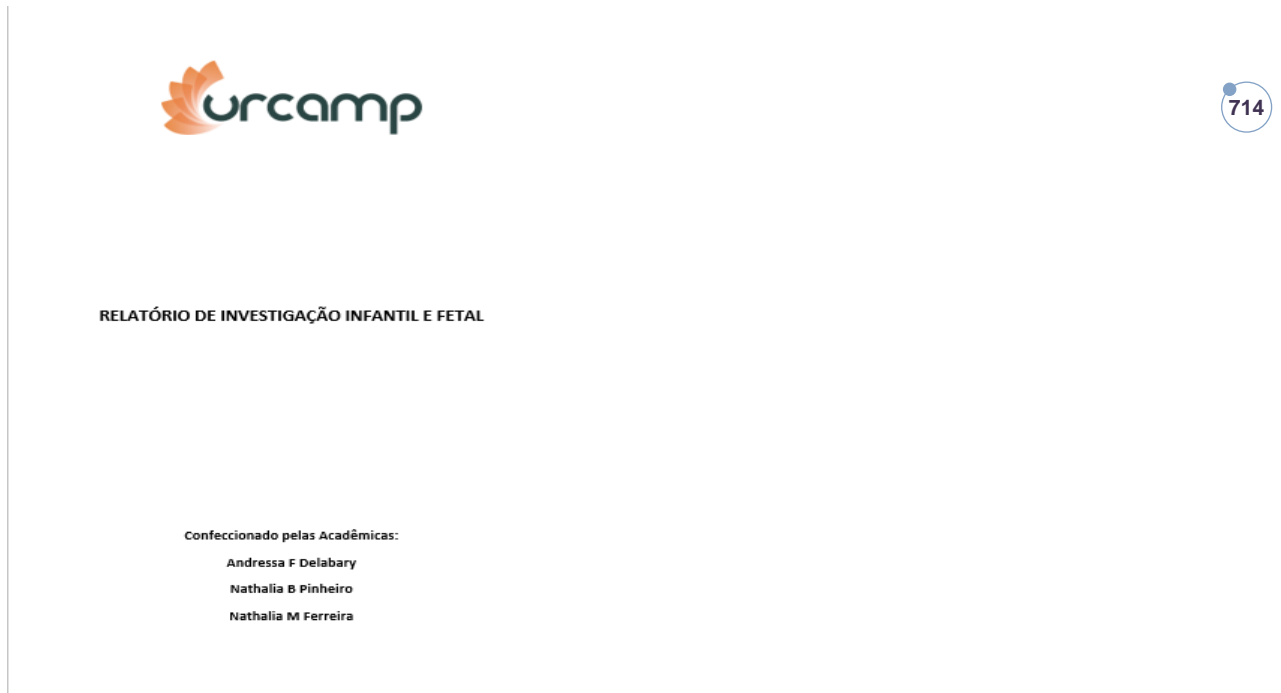 urcamp
714
RELATÓRIO DE INVESTIGAÇÃO INFANTIL E FETAL
Confeccionado pelas Acadêmicas:
Andressa F Delabary
Nathalia B Pinheiro
Nathalia M Ferreira